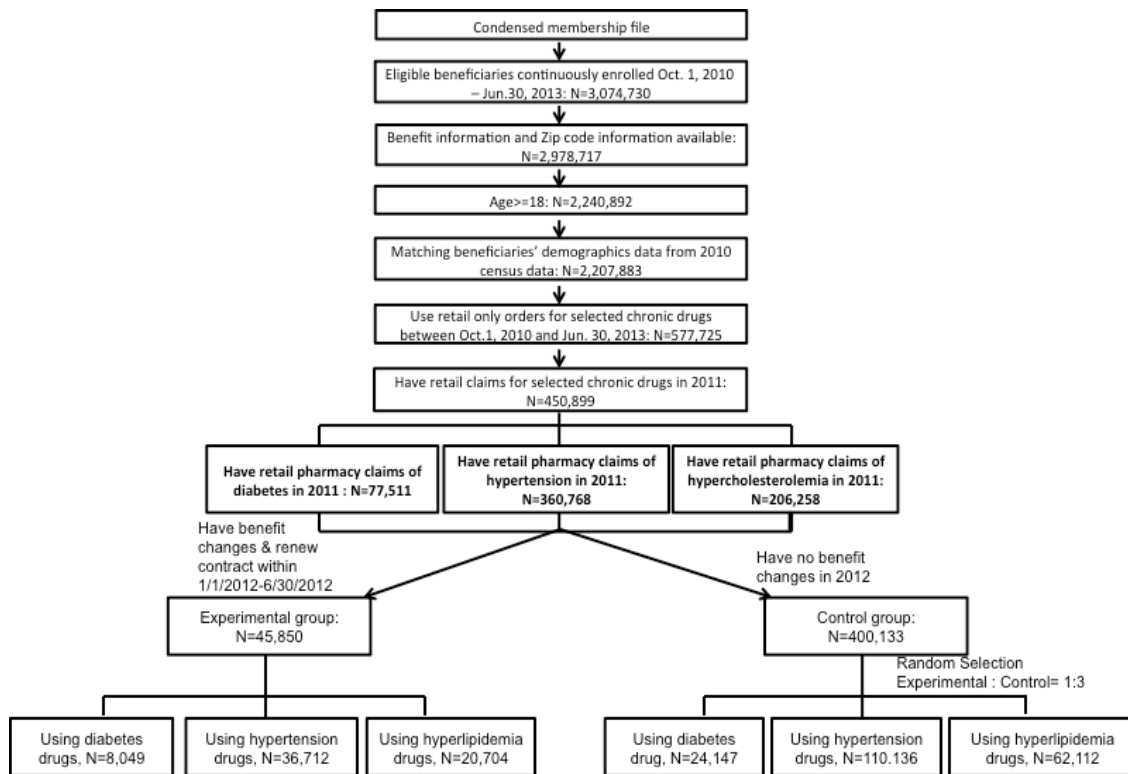 Condensed membership file
Eligible beneficiaries continuously enrolled Oct. 1, 2010
– Jun.30, 2013: N=3,074,730
Benefit information and Zip code information available:
N=2,978,717
Age>=18: N=2,240,892
Matching beneficiaries' demographics data from 2010
census data: N=2,207,883
Use retail only orders for selected chronic drugs
between Oct.1, 2010 and Jun. 30, 2013: N=577,725
Have retail claims for selected chronic drugs in 2011:
N=450,899
Have retail pharmacy claims of
diabetes in 2011 : N=77,511
Have retail pharmacy claims of
hypertension in 2011:
N=360,768
Have retail pharmacy claims of
hypercholesterolemia in 2011:
N=206,258
Have benefit
changes & renew
contract within
1/1/2012-6/30/2012
Have no benefit
changes in 2012
Experimental group:
N=45,850
Control group:
N=400,133
Random Selection
Experimental : Control= 1:3
Using diabetes
drugs, N=8,049
Using hypertension
drugs, N=36,712
Using hyperlipidemia
drugs, N=20,704
Using diabetes
drug, N=24,147
Using hypertension
drugs, N=110.136
Using hyperlipidemia
drugs, N=62,112